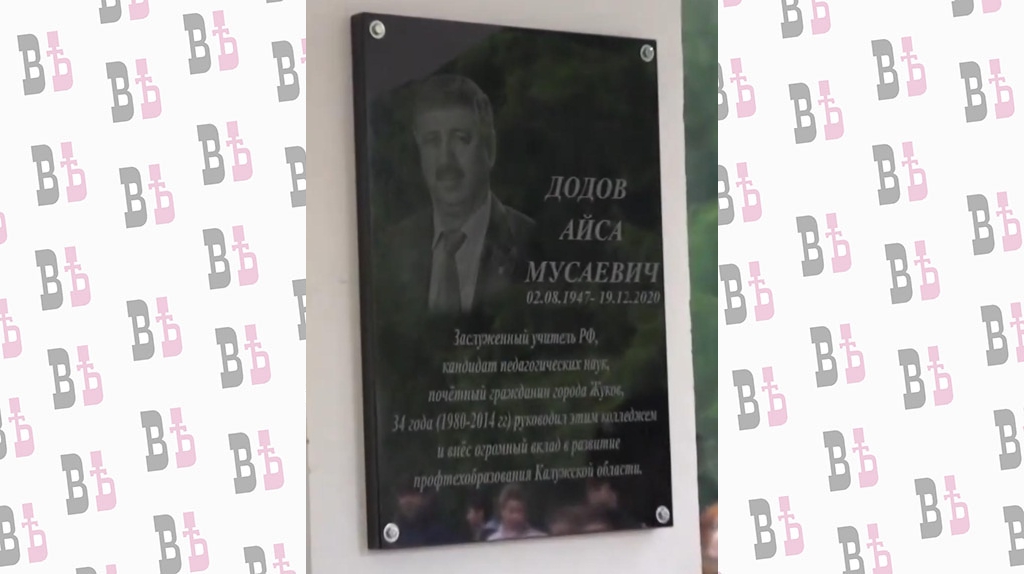 ДОДОВ
АЙСА
МУСАЕВИЧ
02.08.1947- 19.12.2020
Заслуженный учитель РФ,
кандидат педагогических наук,
почётный гражданин города Жуков,
34 года (1980-2014 гг) руководил этим колледжем
и внёс огромный вклад в развитие
профтехобразования Калужской области.